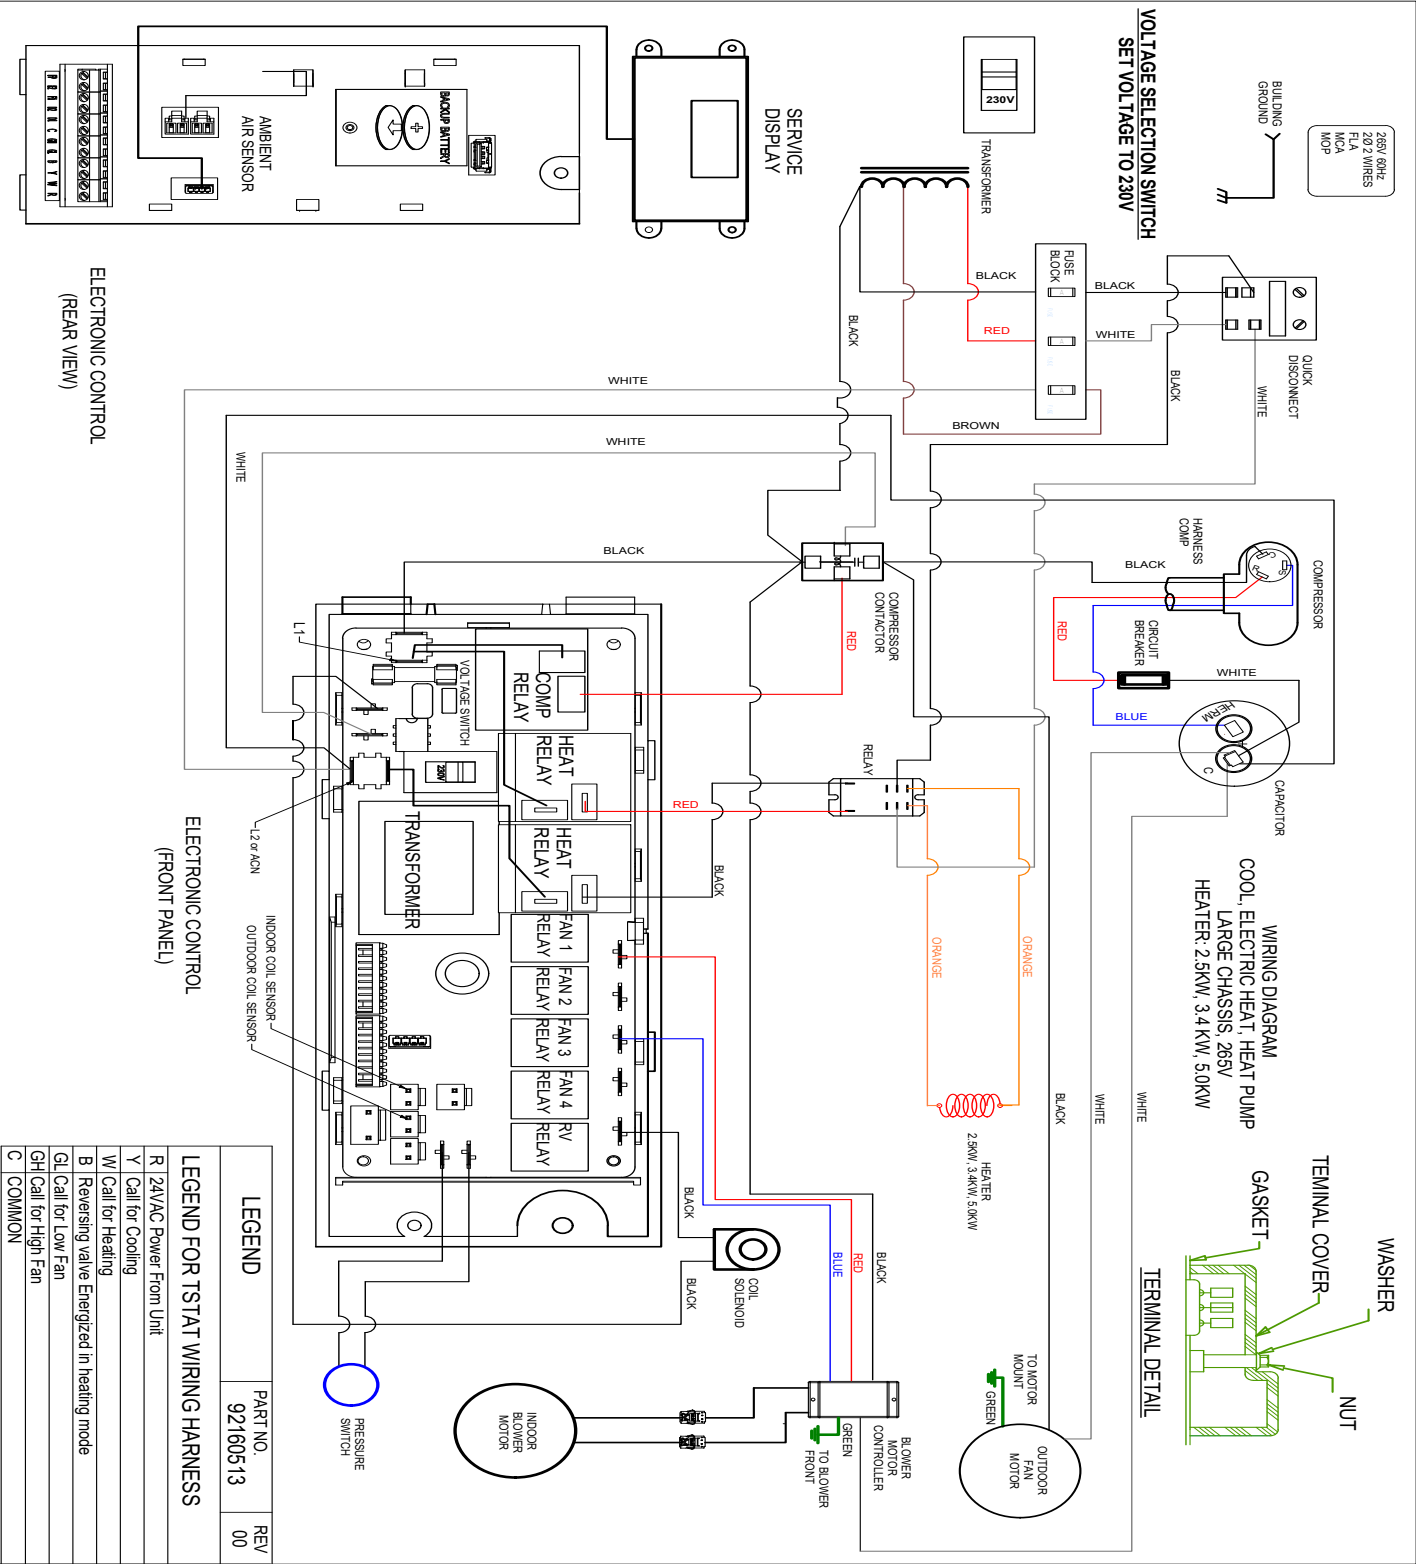 VOLTAGE SELECTION SWITCH
SET VOLTAGE TO 230V
BUILDING
GROUND
265V 60Hz
2Ø 2 WIRES
FLA
MCA
MOP
230V
TRANSFORMER
SERVICE
DISPLAY
BACKUP BATTERY
AMBIENT
AIR SENSOR
ELECTRONIC CONTROL
(REAR VIEW)
FUSE
BLOCK
BLACK
RED
BLACK
WHITE
BROWN
BLACK
QUICK
DISCONNECT
WHITE
BLACK
WHITE
WHITE
WHITE
BLACK
HARNESS
COMP
COMPRESSOR
C
S
R
BLACK
COMPRESSOR
CONTACTOR
RED
RED
CIRCUIT
BREAKER
WHITE
BLUE
HERM
C
CAPACITOR
L1
VOLTAGE SWITCH
COMP
RELAY
HEAT
RELAY
HEAT
RELAY
230V
TRANSFORMER
FAN 1
RELAY
FAN 2
RELAY
FAN 3
RELAY
FAN 4
RELAY
RV
RELAY
L2 or ACN
ELECTRONIC CONTROL
(FRONT PANEL)
INDOOR COIL SENSOR
OUTDOOR COIL SENSOR
RELAY
RED
BLACK
ORANGE
ORANGE
HEATER
2.5KW, 3.4KW, 5.0KW
WIRING DIAGRAM
COOL, ELECTRIC HEAT, HEAT PUMP
LARGE CHASSIS, 265V
HEATER: 2.5KW, 3.4 KW, 5.0KW
BLACK
WHITE
WHITE
BLACK
BLACK
COIL
SOLENOID
BLUE
RED
BLACK
PRESSURE
SWITCH
INDOOR
BLOWER
MOTOR
GREEN
TO BLOWER
FRONT
BLOWER
MOTOR
CONTROLLER
TO MOTOR
MOUNT
GREEN
OUTDOOR
FAN
MOTOR
WASHER
TEMINAL COVER
GASKET
NUT
TERMINAL DETAIL
LEGEND
PART NO.
92160513
REV
00
LEGEND FOR TSTAT WIRING HARNESS
R 24VAC Power From Unit
Y Call for Cooling
W Call for Heating
B Reversing valve Energized in heating mode
GL Call for Low Fan
GH Call for High Fan
C COMMON